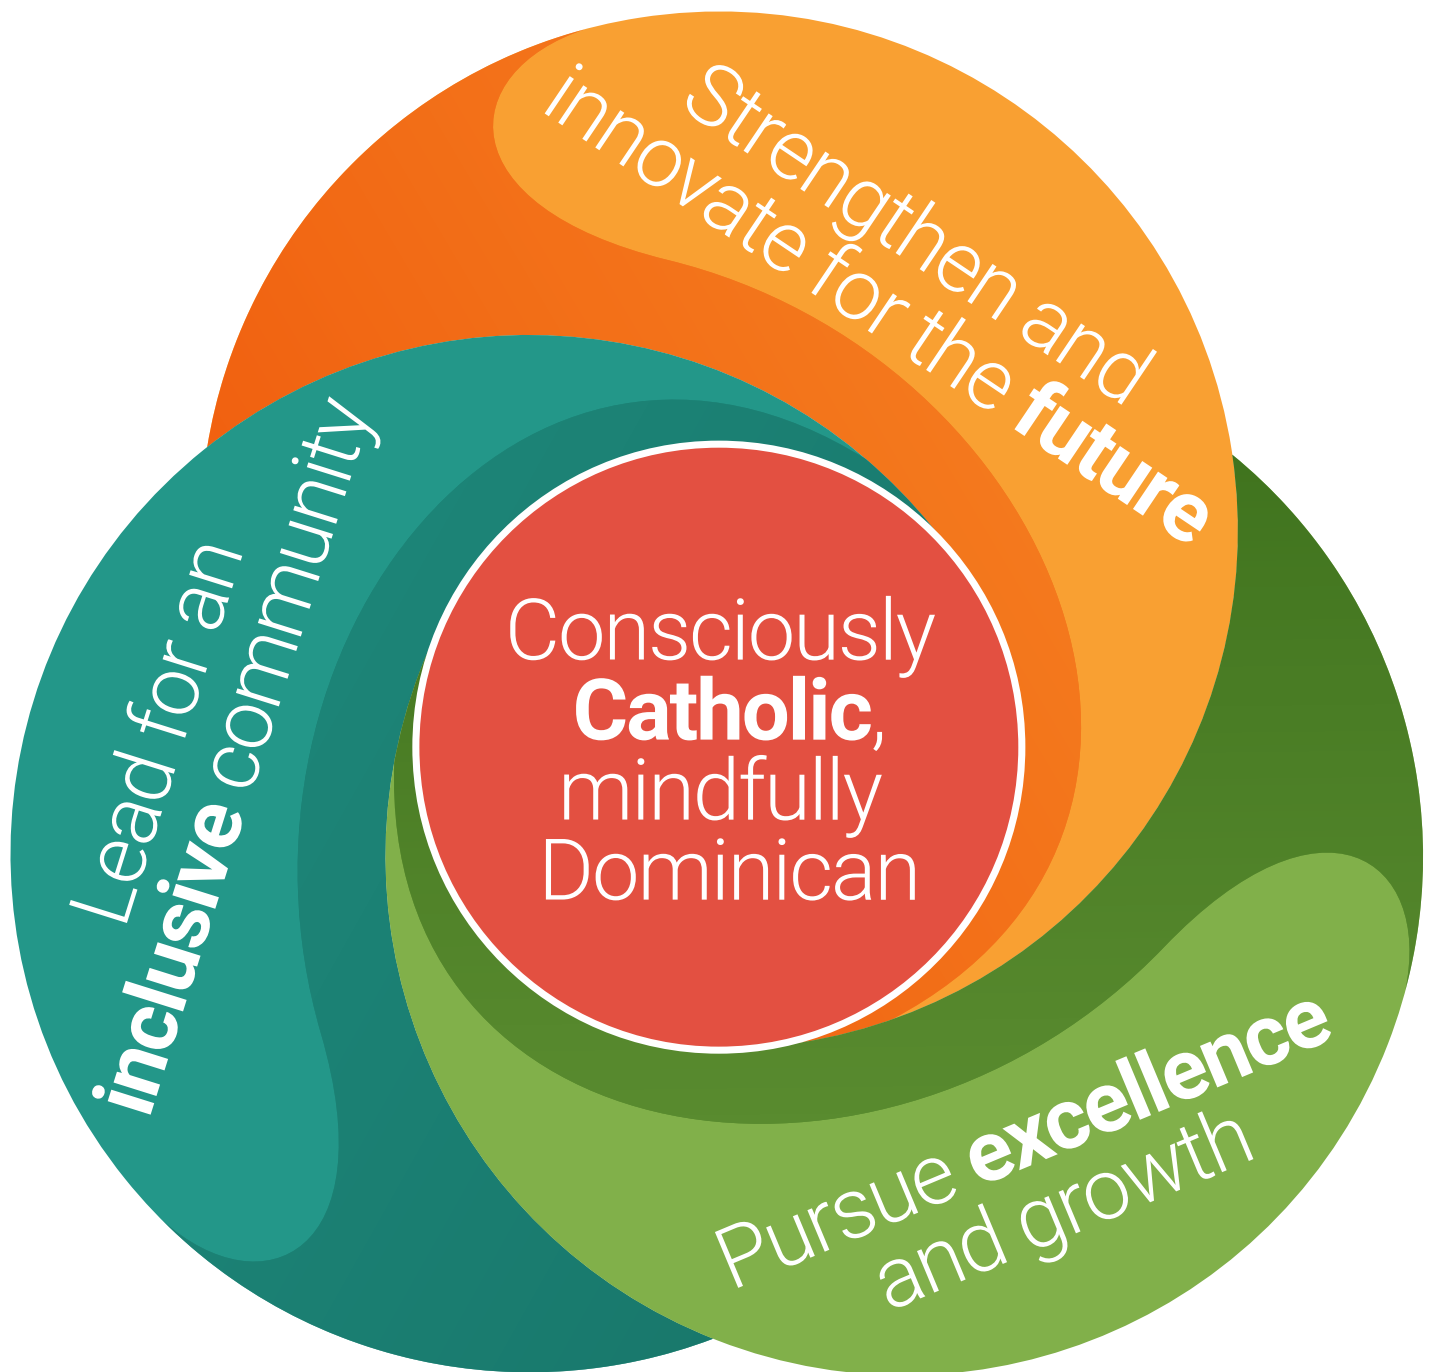 Strengthen and
innovate for the future
Lead for an
inclusive community
Consciously
Catholic,
mindfully
Dominican
Pursue excellence
and growth